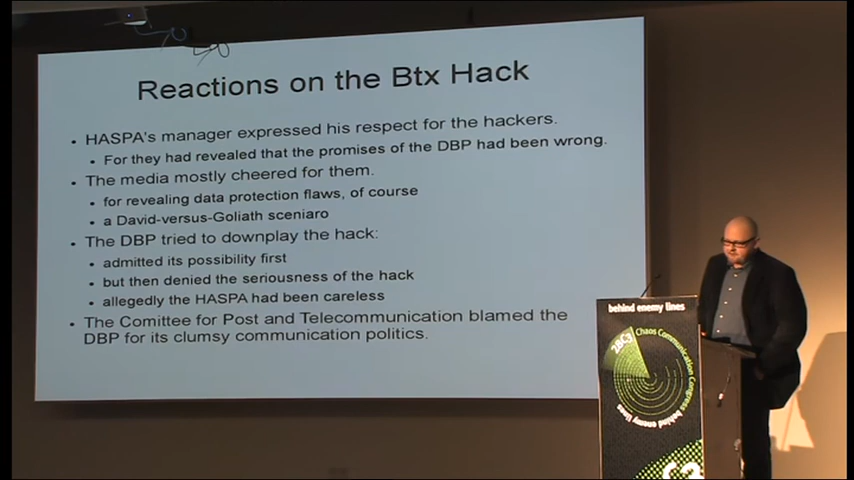 Reactions on the Btx Hack
• HASPA's manager expressed his respect for the hackers.
• For they had revealed that the promises of the DBP had been wrong.
• The media mostly cheered for them.
• for revealing data protection flaws, of course
• a David-versus-Goliath sceniaro
• The DBP tried to downplay the hack:
• admitted its possibility first
• but then denied the seriousness of the hack
• allegedly the HASPA had been careless
• The Comittee for Post and Telecommunication blamed the
DBP for its clumsy communication politics.
behind enemy lines
28C3
Chaos Communication Congress
behind enemy lines